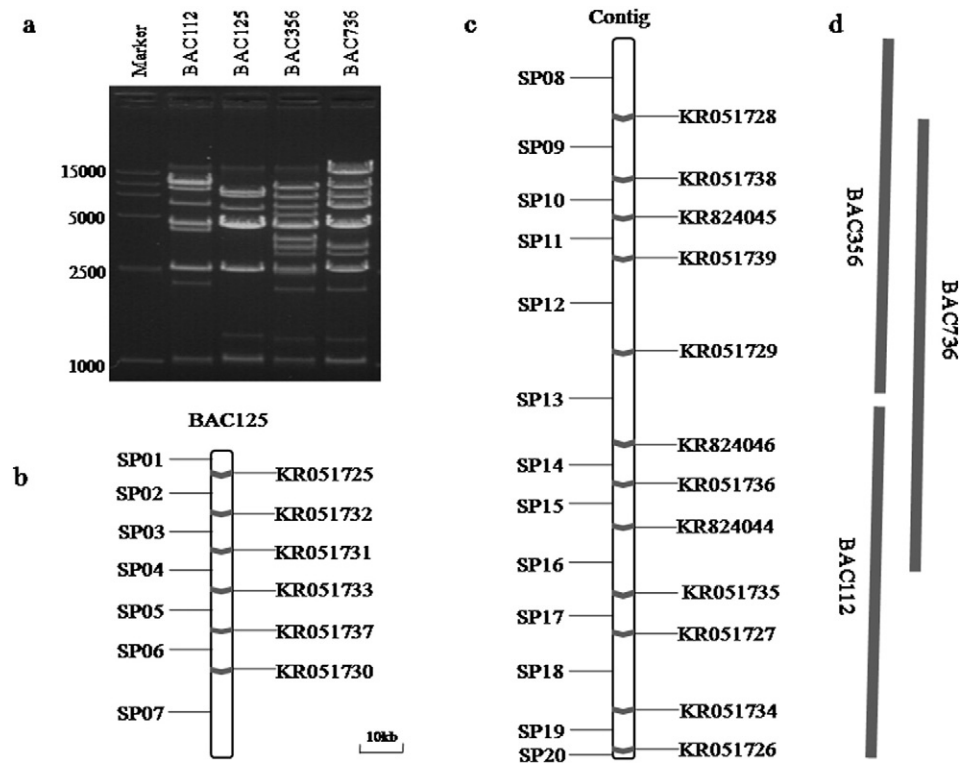 a
Marker
BAC112
BAC125
BAC356
BAC736
15000
5000
2500
1000
b
BAC125
SP01
SP02
SP03
SP04
SP05
SP06
SP07
KR051725
KR051732
KR051731
KR051733
KR051737
KR051730
10kb
c
Contig
SP08
SP09
SP10
SP11
SP12
SP13
SP14
SP15
SP16
SP17
SP18
SP19
SP20
KR051728
KR051738
KR824045
KR051739
KR051729
KR824046
KR051736
KR824044
KR051735
KR051727
KR051734
KR051726
d
BAC356
BAC736
BAC112